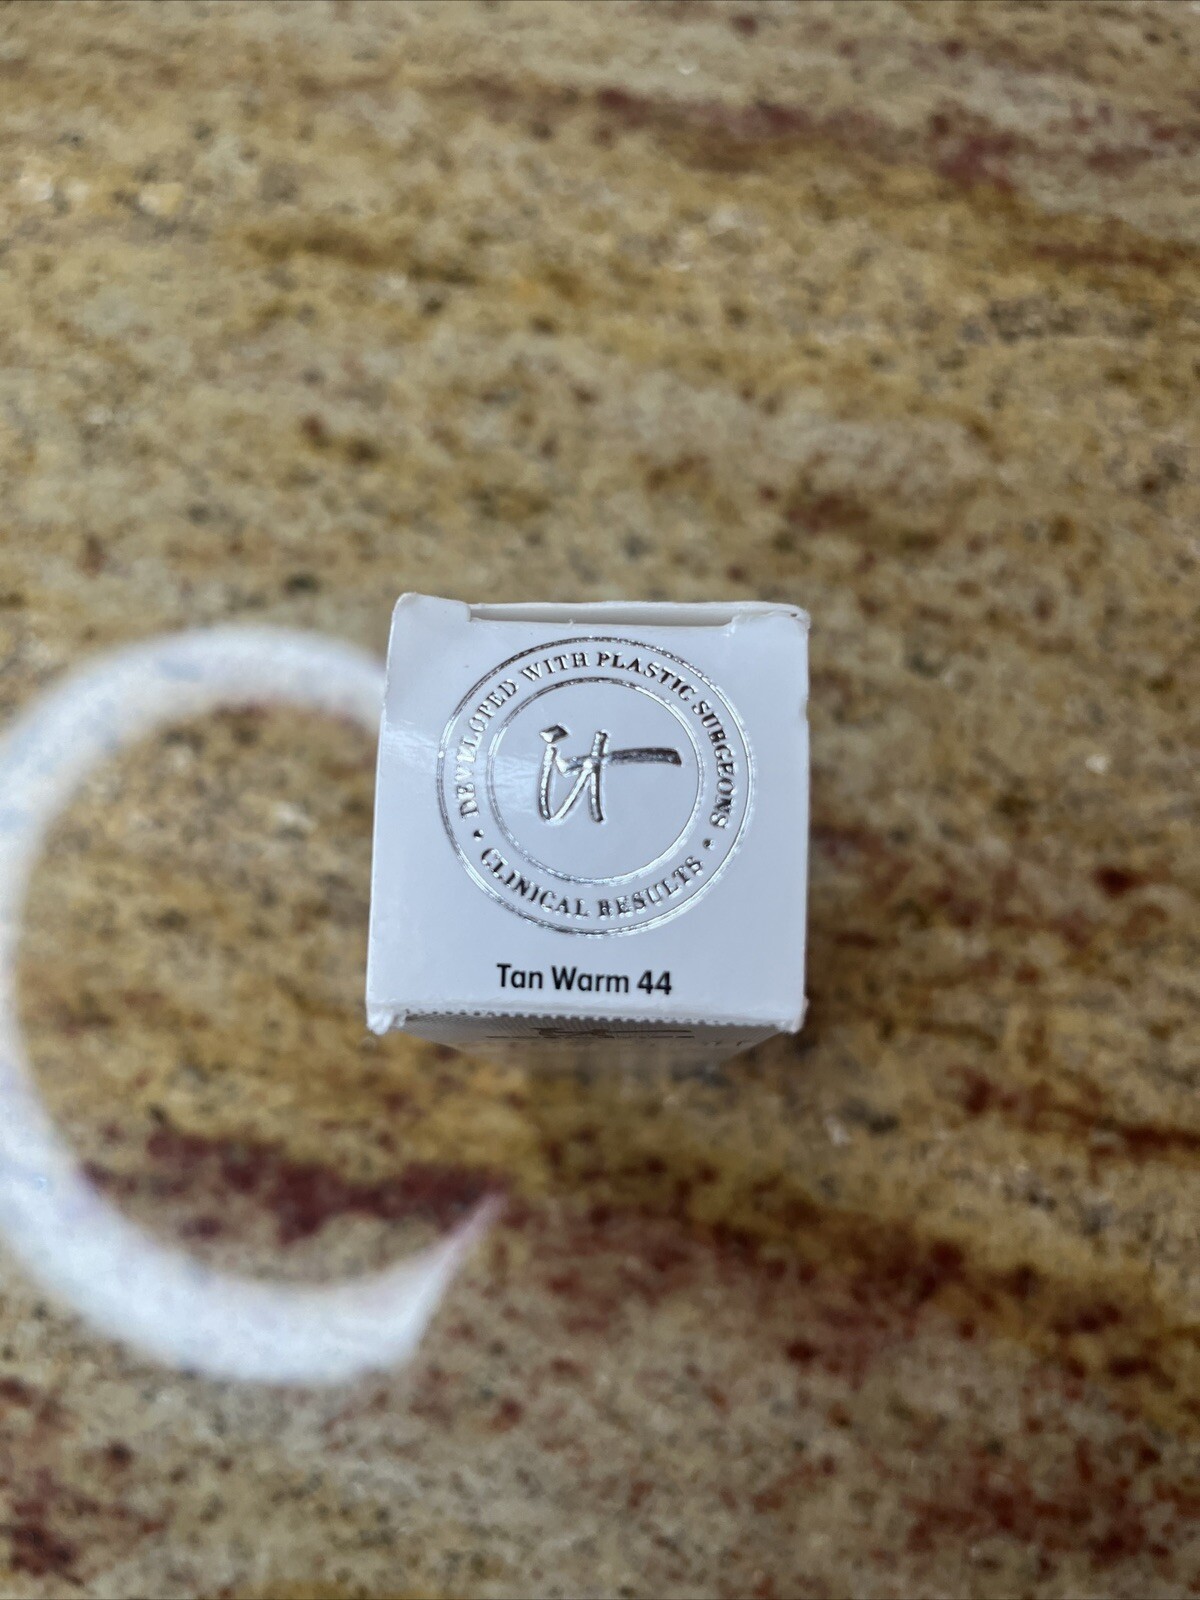 DEVELOPED WITH PLASTIC SURGEONS
it
• CLINICAL RESULTS •
Tan Warm 44